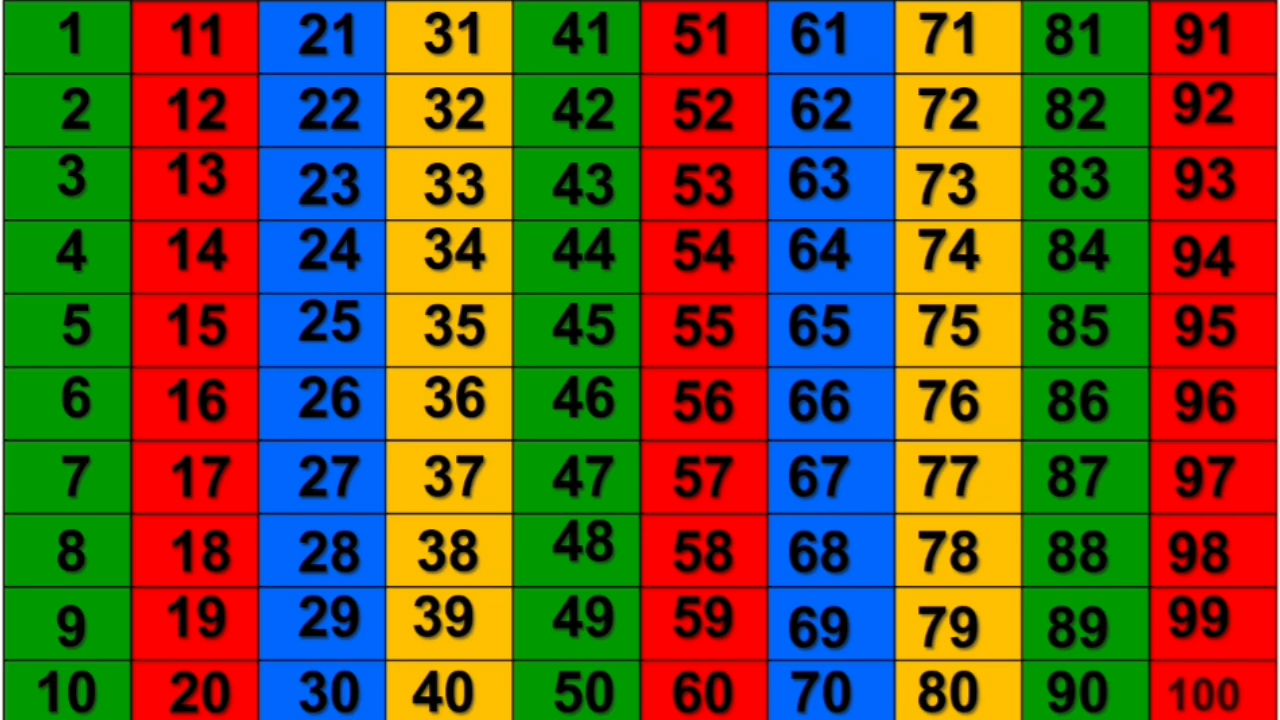 1 11 21 31 41 51 61 71 81 91
2 12 22 32 42 52 62 72 82 92
3 13 23 33 43 53 63 73 83 93
4 14 24 34 44 54 64 74 84 94
5 15 25 35 45 55 65 75 85 95
6 16 26 36 46 56 66 76 86 96
7 17 27 37 47 57 67 77 87 97
8 18 28 38 48 58 68 78 88 98
9 19 29 39 49 59 69 79 89 99
10 20 30 40 50 60 70 80 90 100